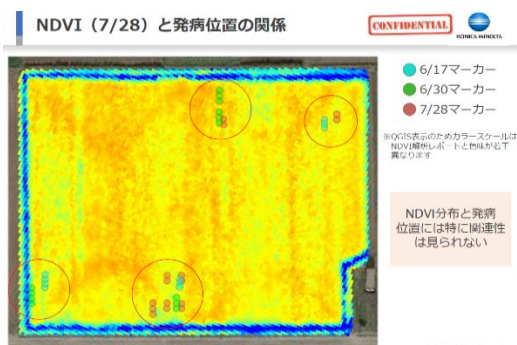 NDVI（7/28）と発病位置の関係
CONFIDENTIAL
KONICA MINOLTA
6/17マーカー
6/30マーカー
7/28マーカー
※QGIS表示のためカラースケールは
NDVI解析レポートと色味が若干
異なります
NDVI分布と発病
位置には特に関連性
は見られない